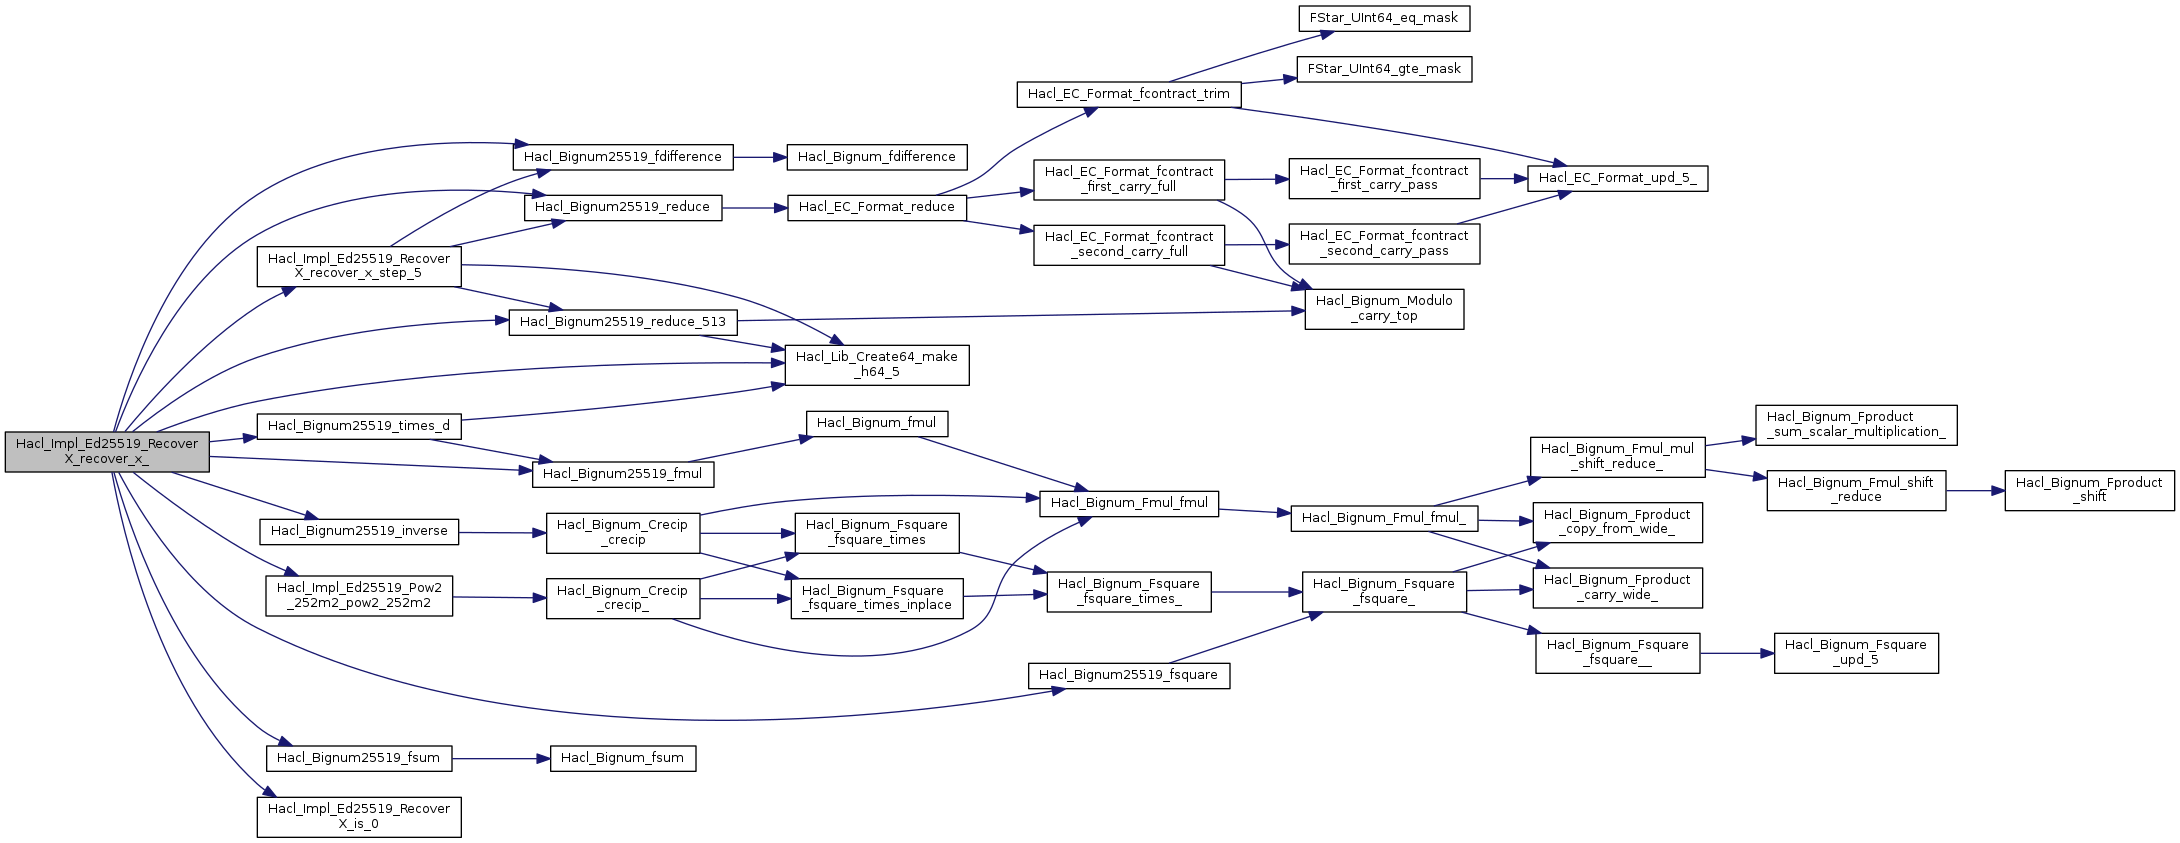 FStar_UInt64_eq_mask
FStar_UInt64_gte_mask
Hacl_EC_Format_fcontract_trim
Hacl_Bignum25519_fdifference
Hacl_Bignum_fdifference
Hacl_EC_Format_fcontract
_first_carry_full
Hacl_EC_Format_fcontract
_first_carry_pass
Hacl_EC_Format_upd_5_
Hacl_Bignum25519_reduce
Hacl_EC_Format_reduce
Hacl_EC_Format_fcontract
_second_carry_full
Hacl_EC_Format_fcontract
_second_carry_pass
Hacl_Impl_Ed25519_Recover
X_recover_x_step_5
Hacl_Bignum25519_reduce_513
Hacl_Bignum_Modulo
_carry_top
Hacl_Lib_Create64_make
_h64_5
Hacl_Impl_Ed25519_Recover
X_recover_x_
Hacl_Bignum25519_times_d
Hacl_Bignum_fmul
Hacl_Bignum25519_fmul
Hacl_Bignum_Fproduct
_sum_scalar_multiplication_
Hacl_Bignum_Fmul_mul
_shift_reduce_
Hacl_Bignum_Fmul_shift
_reduce
Hacl_Bignum_Fproduct
_shift
Hacl_Bignum_Fmul_fmul
Hacl_Bignum_Fmul_fmul_
Hacl_Bignum_Fproduct
_copy_from_wide_
Hacl_Bignum25519_inverse
Hacl_Bignum_Crecip
_crecip
Hacl_Bignum_Fsquare
_fsquare_times
Hacl_Impl_Ed25519_Pow2
_252m2_pow2_252m2
Hacl_Bignum_Crecip
_crecip_
Hacl_Bignum_Fsquare
_fsquare_times_inplace
Hacl_Bignum_Fsquare
_fsquare_times_
Hacl_Bignum_Fsquare
_fsquare_
Hacl_Bignum_Fproduct
_carry_wide_
Hacl_Bignum25519_fsquare
Hacl_Bignum_Fsquare
_fsquare__
Hacl_Bignum_Fsquare
_upd_5
Hacl_Bignum25519_fsum
Hacl_Bignum_fsum
Hacl_Impl_Ed25519_Recover
X_is_0